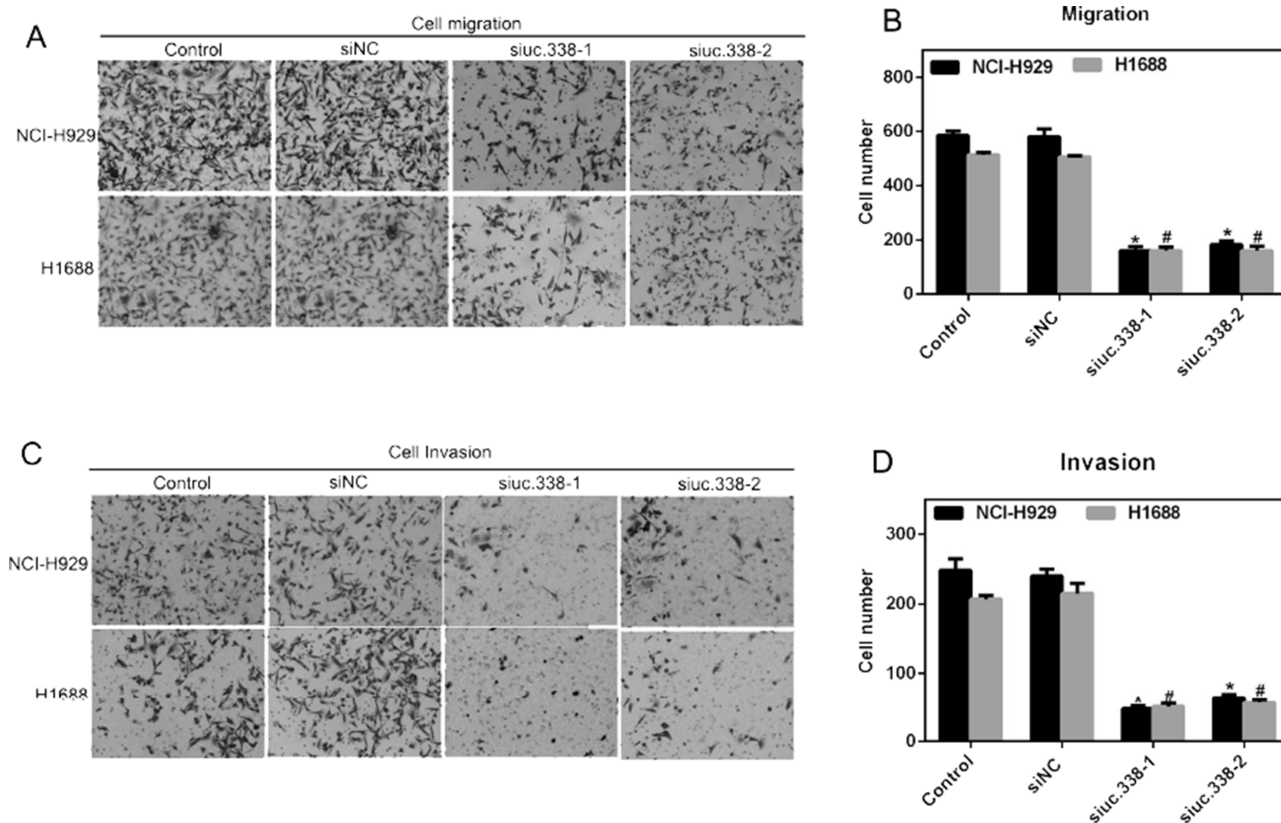 A
Cell migration
Control siNC siuc.338-1 siuc.338-2
NCI-H929
H1688
B
Migration
NCI-H929 H1688
Cell number
800
600
400
200
0
* # * #
Control siNC siuc.338-1 siuc.338-2
C
Cell Invasion
Control siNC siuc.338-1 siuc.338-2
NCI-H929
H1688
D
Invasion
NCI-H929 H1688
Cell number
300
200
100
0
* # * #
Control siNC siuc.338-1 siuc.338-2